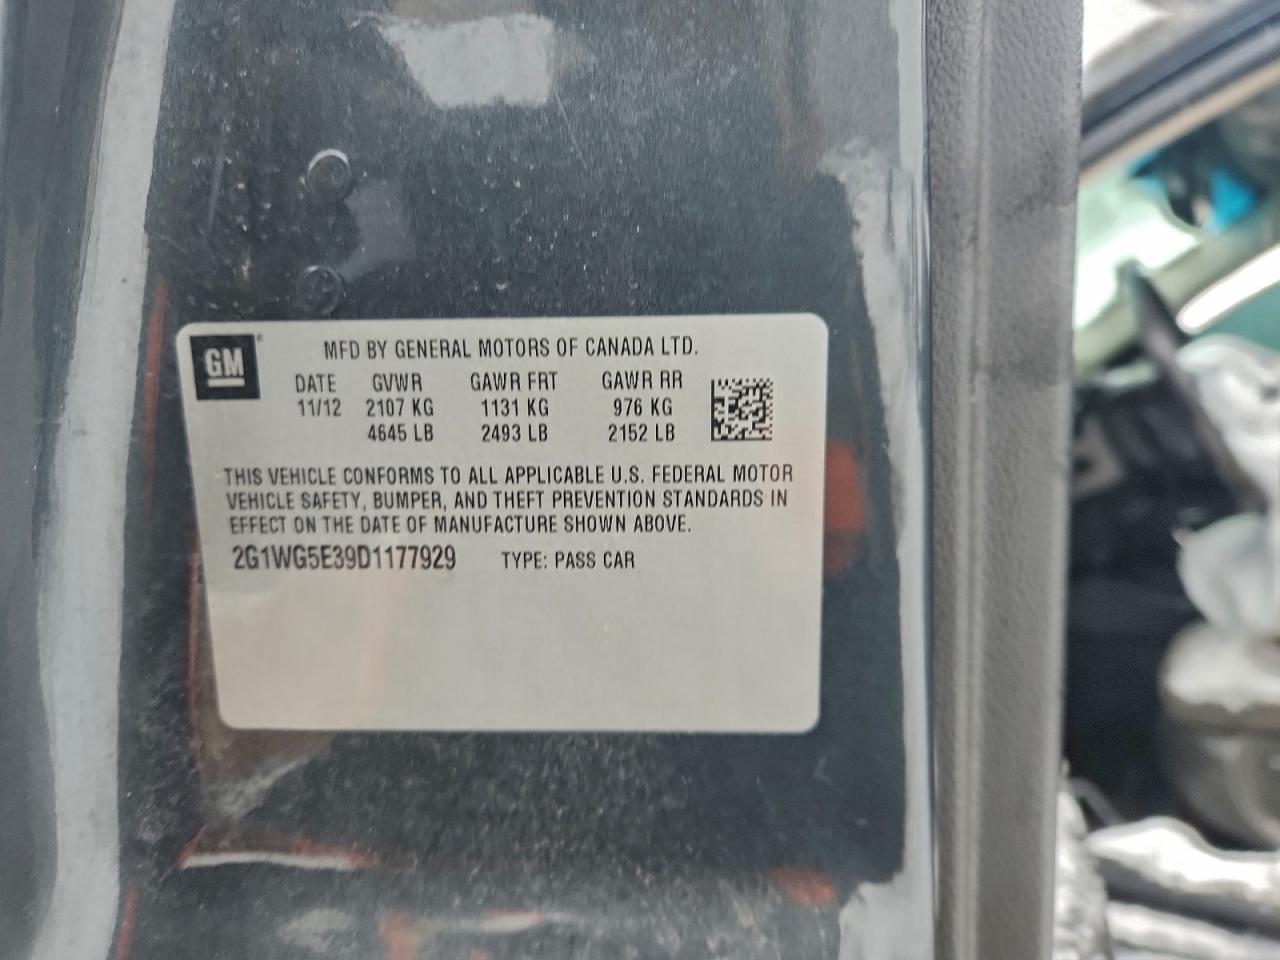 GM ®
MFD BY GENERAL MOTORS OF CANADA LTD.
DATE GVWR GAWR FRT GAWR RR
11/12 2107 KG 1131 KG 976 KG
4645 LB 2493 LB 2152 LB
THIS VEHICLE CONFORMS TO ALL APPLICABLE U.S. FEDERAL MOTOR
VEHICLE SAFETY, BUMPER, AND THEFT PREVENTION STANDARDS IN
EFFECT ON THE DATE OF MANUFACTURE SHOWN ABOVE.
2G1WG5E39D1177929 TYPE: PASS CAR